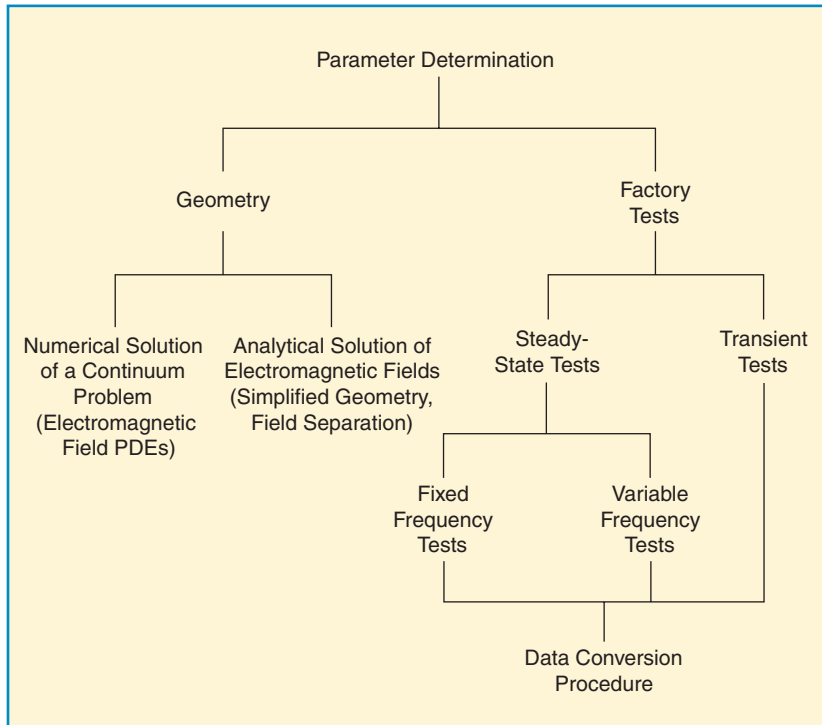 Parameter Determination
Geometry
Factory
Tests
Numerical Solution
of a Continuum
Problem
(Electromagnetic
Field PDEs)
Analytical Solution of
Electromagnetic Fields
(Simplified Geometry,
Field Separation)
Steady-
State Tests
Transient
Tests
Fixed
Frequency
Tests
Variable
Frequency
Tests
Data Conversion
Procedure